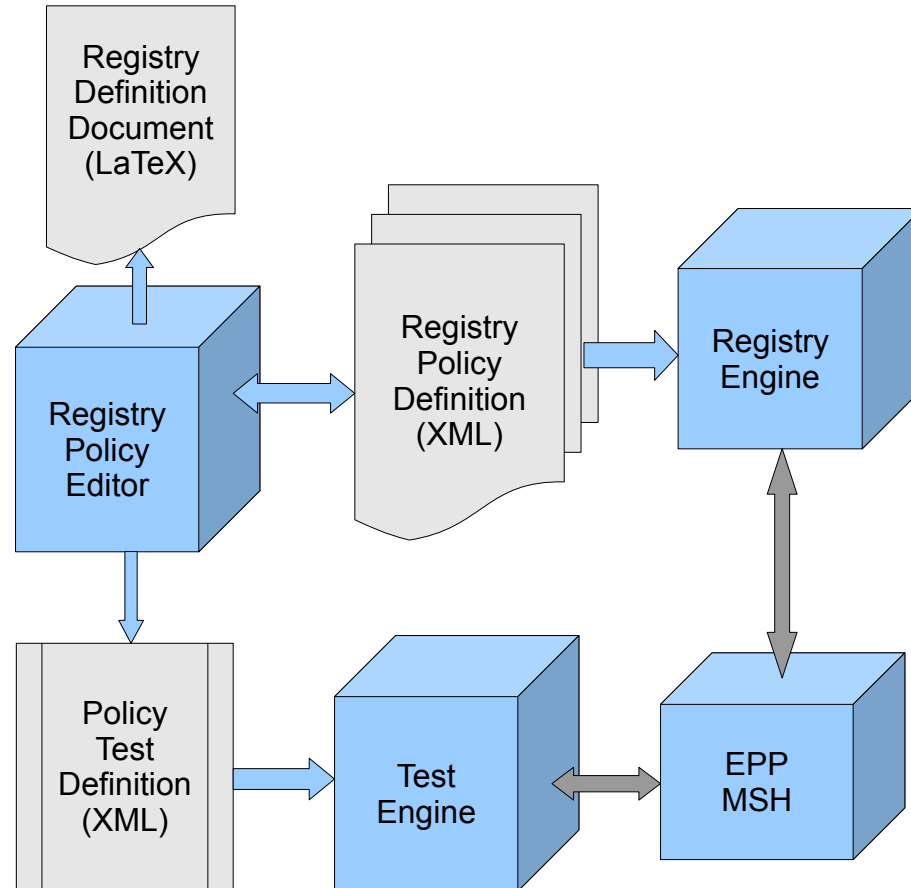 Registry
Definition
Document
(LaTeX)
Registry
Policy
Definition
(XML)
Registry
Engine
Registry
Policy
Editor
Policy
Test
Definition
(XML)
Test
Engine
EPP
MSH